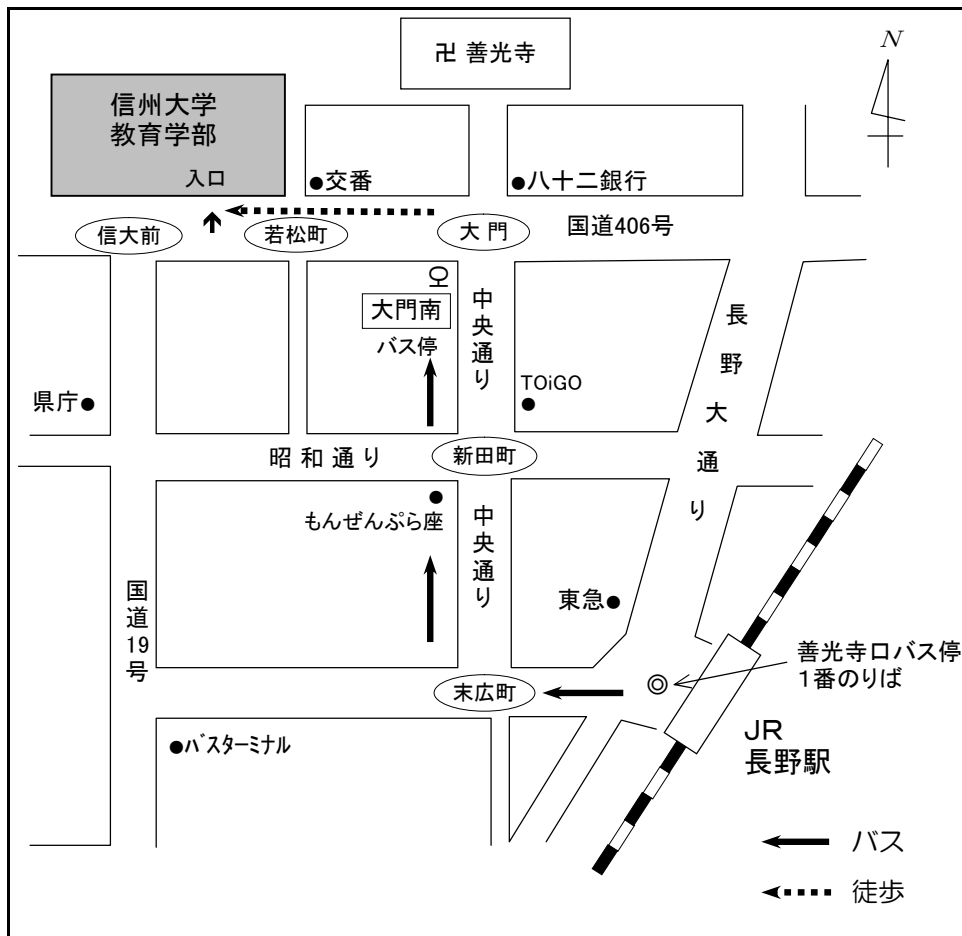 卍 善光寺
N
信州大学
教育学部
入口
●交番
●八十二銀行
信大前
若松町
大門
国道406号
大門南
バス停
中央通り
長野大通り
TOiGO
県庁●
昭和通り
新田町
もんぜんぷら座
中央通り
国道19号
東急●
善光寺口バス停
1番のりば
末広町
●バスターミナル
JR
長野駅
バス
徒歩